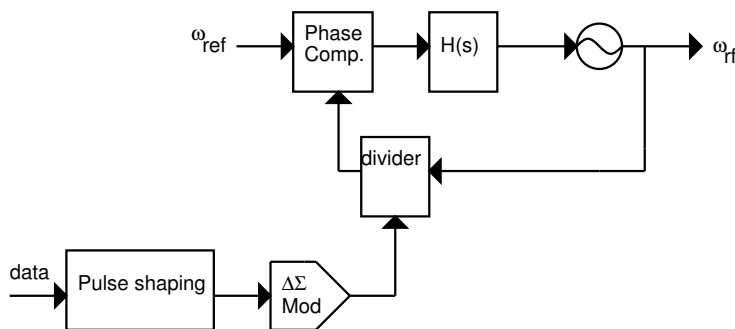 ω_ref
Phase
Comp.
H(s)
ω_rf
divider
data
Pulse shaping
ΔΣ
Mod